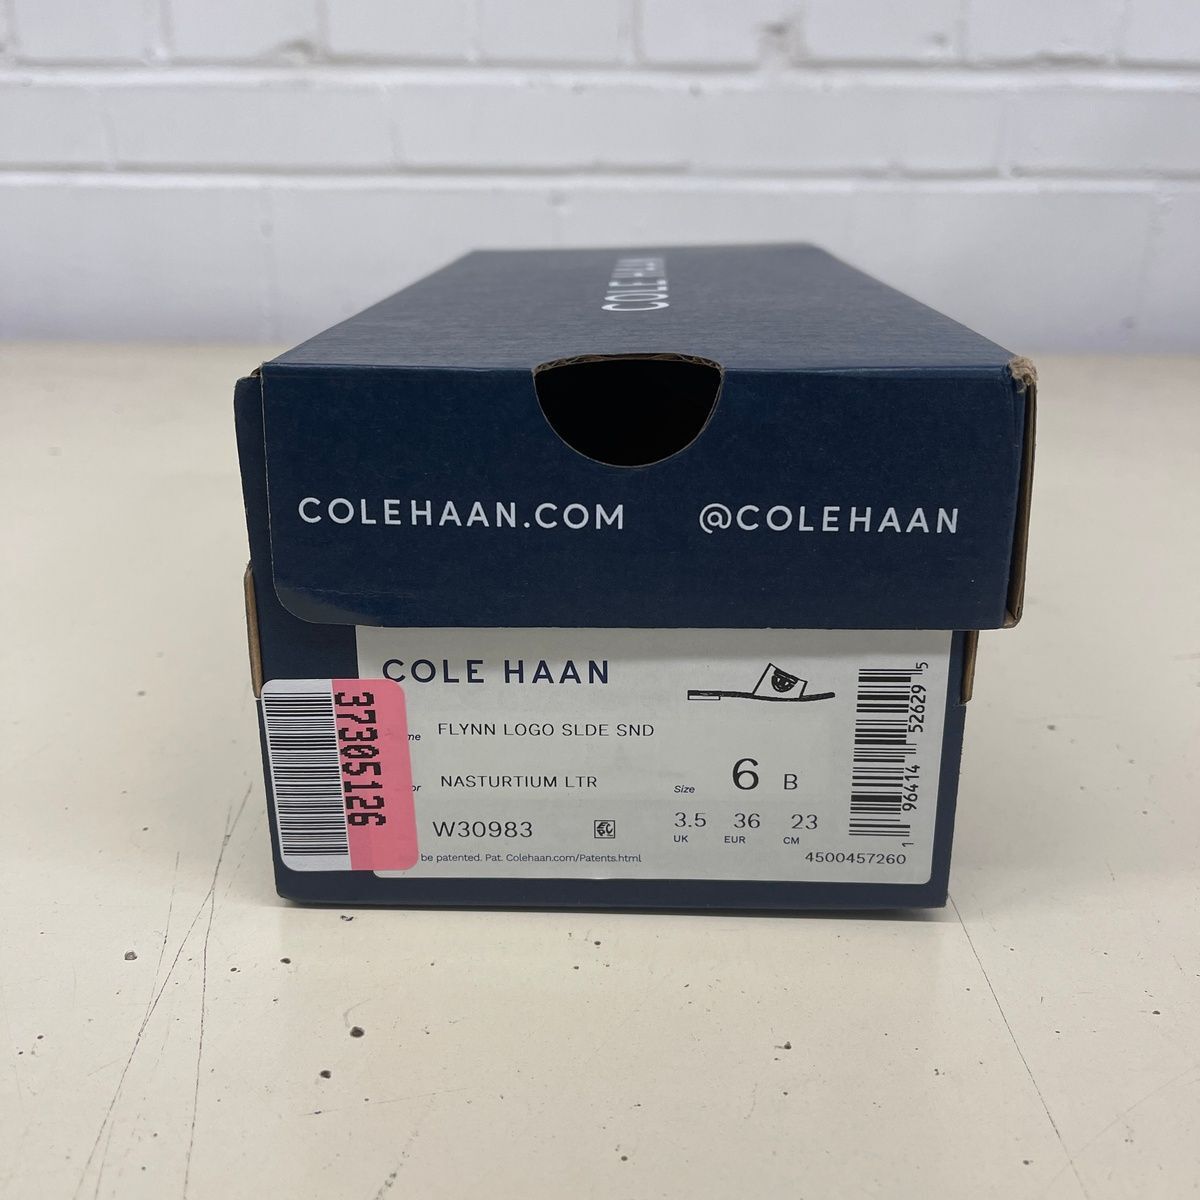 COLE HAAN
COLEHAAN.COM @COLEHAAN
COLE HAAN
FLYNN LOGO SLDE SND
NASTURTIUM LTR
Size 6 B
W30983
3.5 36 23
UK EUR CM
be patented. Pat. Colehaan.com/Patents.html
4500457260
1 96414 52629 5
37305126